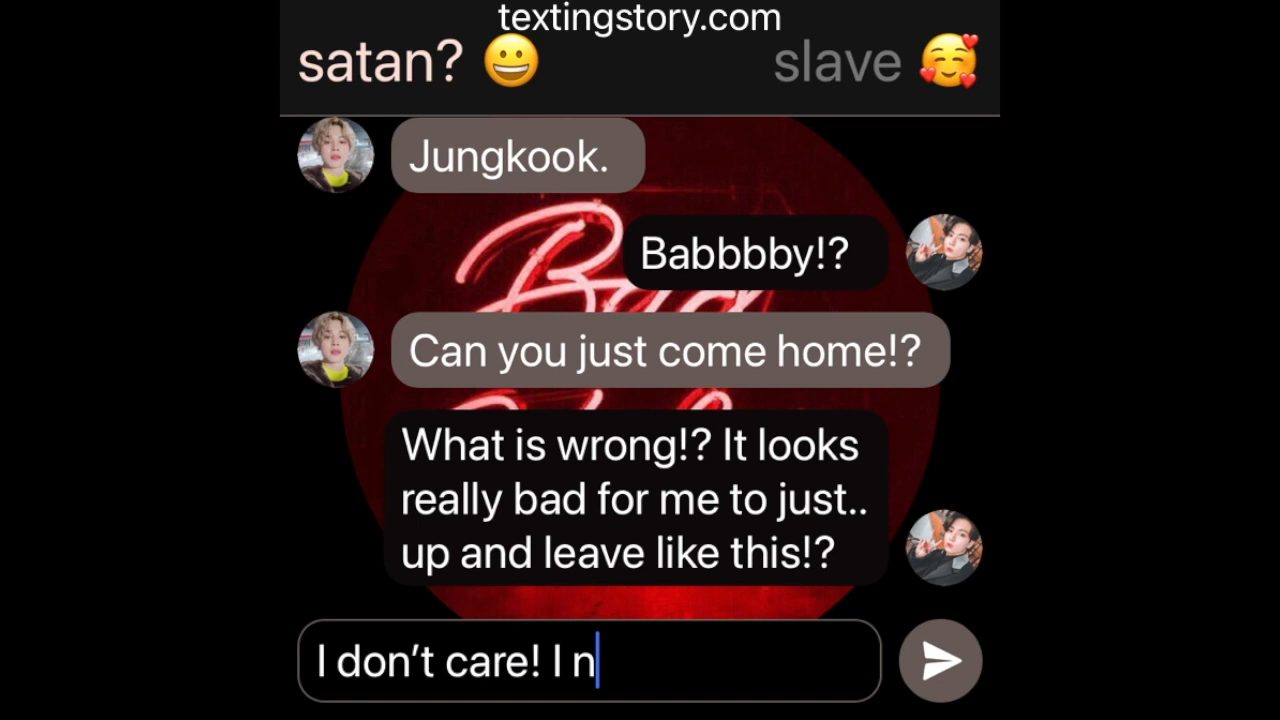 textingstory.com
satan? 😀 slave 🥰
Jungkook.
Babbbby!?
Can you just come home!?
What is wrong!? It looks
really bad for me to just..
up and leave like this!?
I don’t care! I n